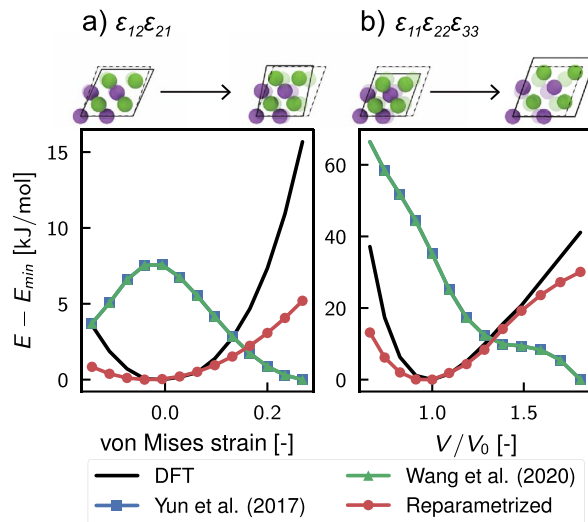 a) ε₁₂ε₂₁
b) ε₁₁ε₂₂ε₃₃
E − Emin [kJ/mol]
15
10
5
0
0.0
0.2
von Mises strain [-]
60
40
20
0
1.0
1.5
V/V₀ [-]
DFT
Yun et al. (2017)
Wang et al. (2020)
Reparametrized